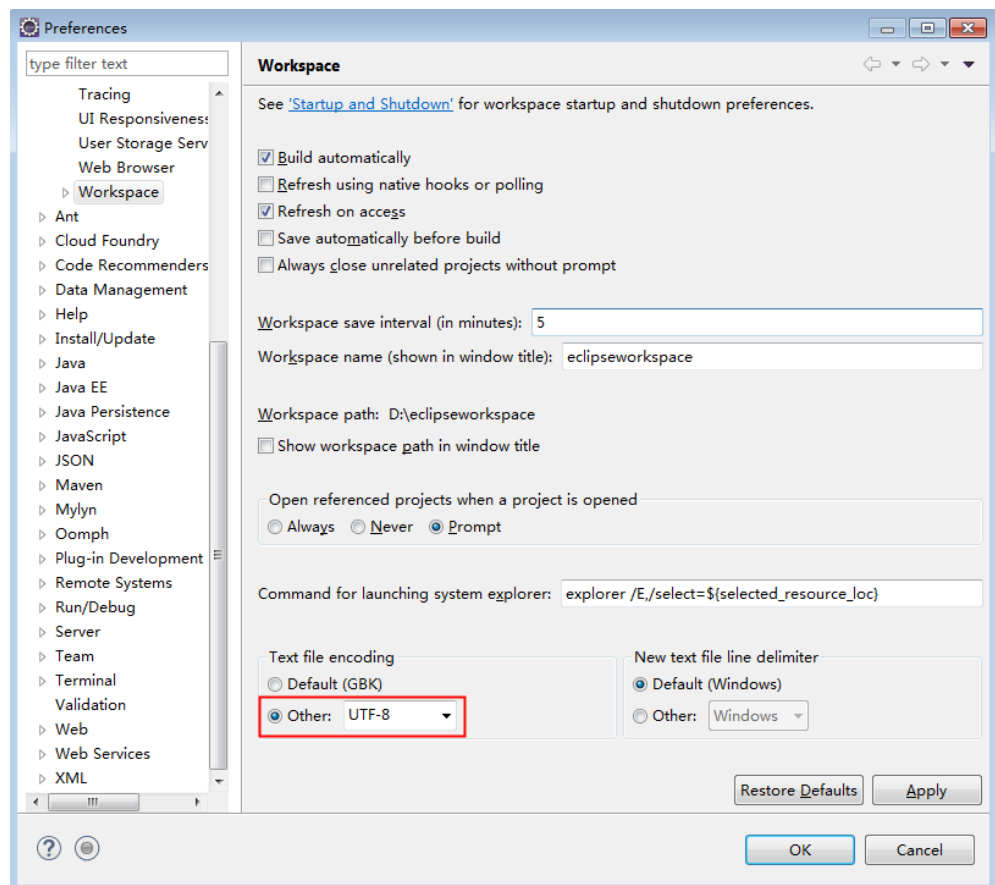 Preferences
type filter text
Tracing
UI Responsiveness
User Storage Serv
Web Browser
Workspace
Ant
Cloud Foundry
Code Recommenders
Data Management
Help
Install/Update
Java
Java EE
Java Persistence
JavaScript
JSON
Maven
Mylyn
Oomph
Plug-in Development
Remote Systems
Run/Debug
Server
Team
Terminal
Validation
Web
Web Services
XML
Workspace
See 'Startup and Shutdown' for workspace startup and shutdown preferences.
Build automatically
Refresh using native hooks or polling
Refresh on access
Save automatically before build
Always close unrelated projects without prompt
Workspace save interval (in minutes): 5
Workspace name (shown in window title): eclipseworkspace
Workspace path: D:\eclipseworkspace
Show workspace path in window title
Open referenced projects when a project is opened
Always Never Prompt
Command for launching system explorer: explorer /E,/select=${selected_resource_loc}
Text file encoding
Default (GBK)
Other: UTF-8
New text file line delimiter
Default (Windows)
Other: Windows
Restore Defaults Apply
OK Cancel